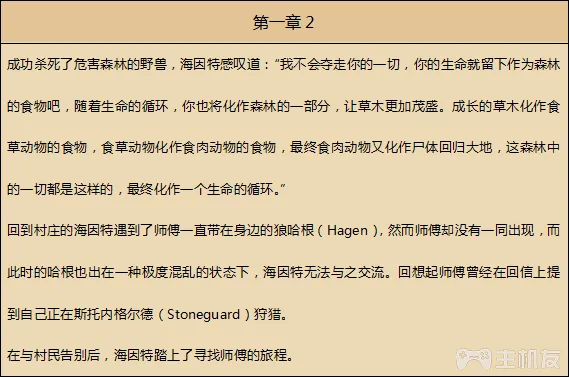 第一章 2
成功杀死了危害森林的野兽，海因特感叹道：“我不会夺走你的一切，你的生命就留下作为森林
的食物吧，随着生命的循环，你也将化作森林的一部分，让草木更加茂盛。成长的草木化作食
草动物的食物，食草动物化作食肉动物的食物，最终食肉动物又化作尸体回归大地，这森林中
的一切都是这样的，最终化作一个生命的循环。”
回到村庄的海因特遇到了师傅一直带在身边的狼哈根（Hagen），然而师傅却没有一同出现，而
此时的哈根也出在一种极度混乱的状态下，海因特无法与之交流。回想起师傅曾经在回信上提
到自己正在斯托内格尔德（Stoneguard）狩猎。
在与村民告别后，海因特踏上了寻找师傅的旅程。
主机友